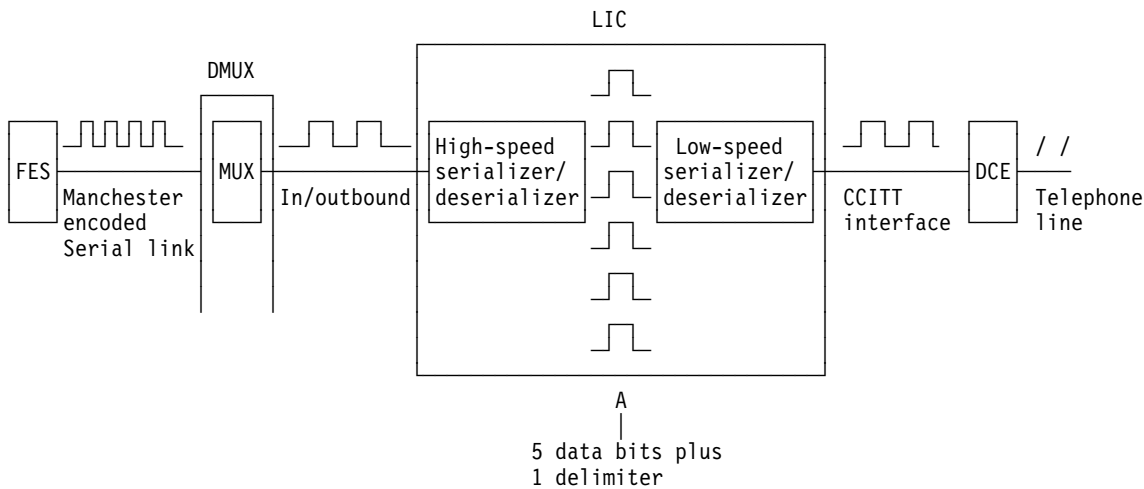 LIC
DMUX
FES
MUX
High-speed
serializer/
deserializer
Low-speed
serializer/
deserializer
DCE
/ /
Manchester
encoded
Serial link
In/outbound
CCITT
interface
Telephone
line
A
5 data bits plus
1 delimiter